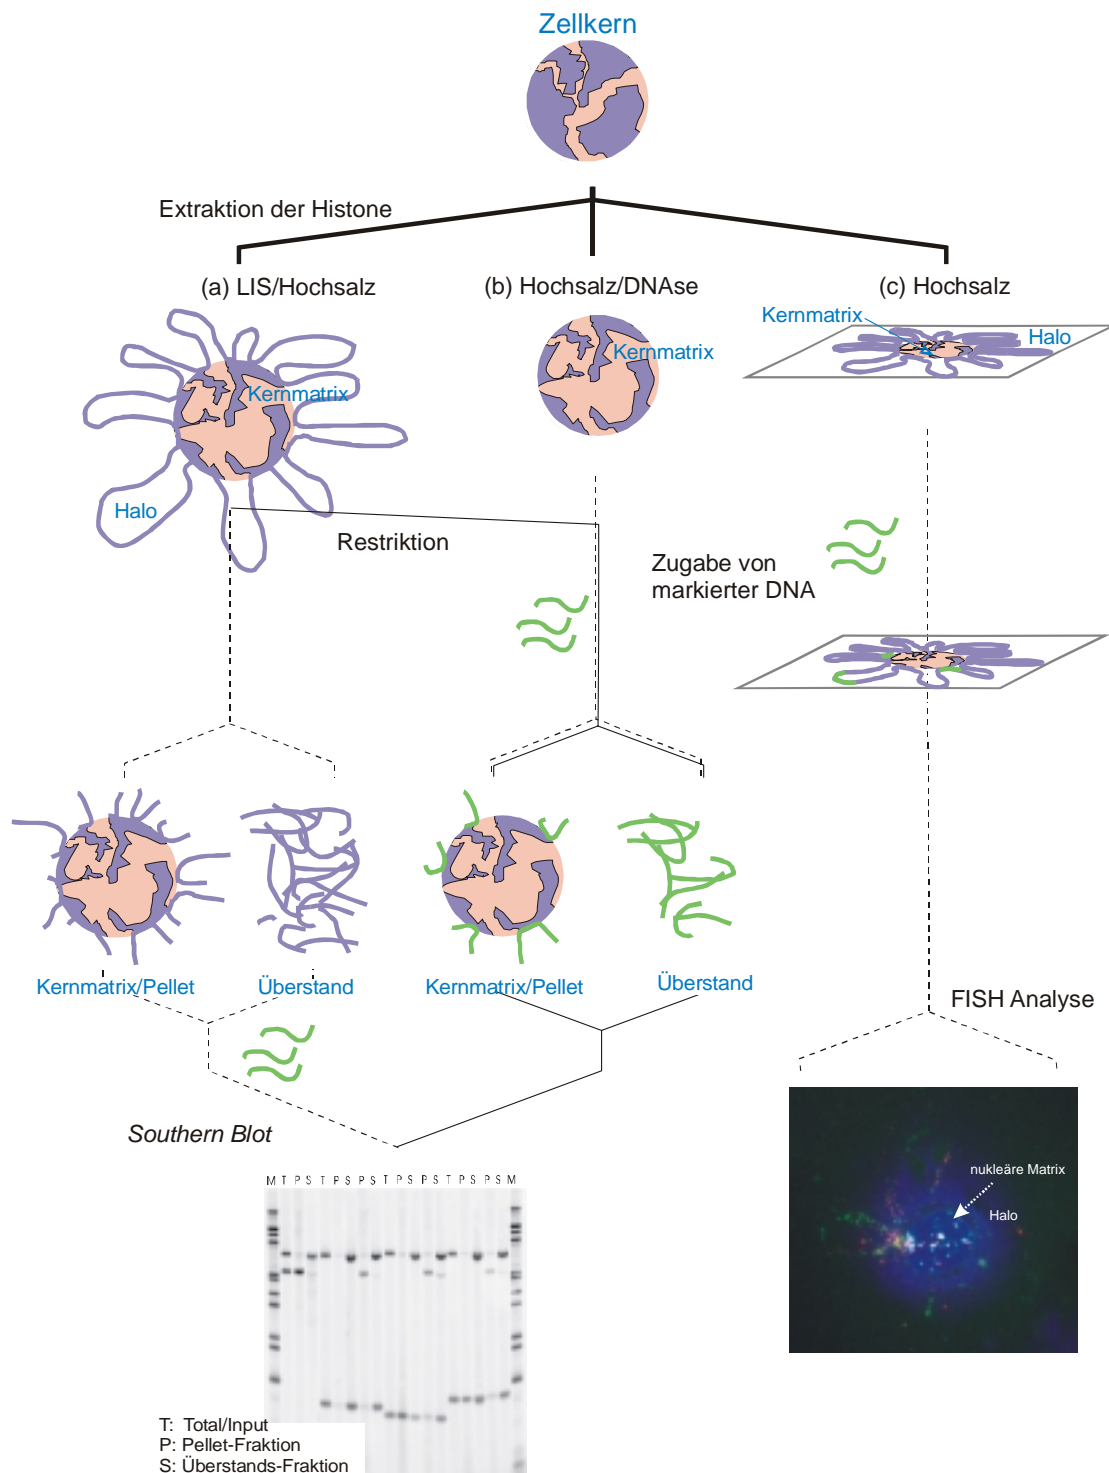 Zellkern
Extraktion der Histone
(a) LIS/Hochsalz
(b) Hochsalz/DNAse
(c) Hochsalz
Kernmatrix
Halo
Kernmatrix
Kernmatrix
Halo
Restriktion
Zugabe von
markierter DNA
Kernmatrix/Pellet
Überstand
Kernmatrix/Pellet
Überstand
FISH Analyse
Southern Blot
nukleäre Matrix
Halo
M T P S T P S P S T P S P S T P S P S M
T: Total/Input
P: Pellet-Fraktion
S: Überstands-Fraktion